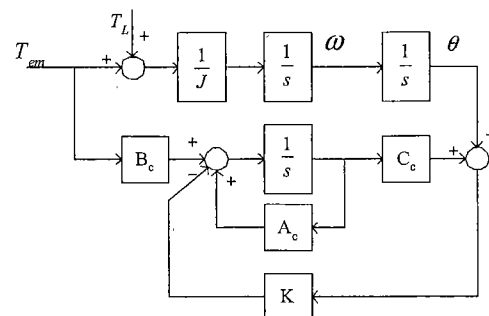 T_L
+
T_em
+
1/J
1/s
ω
1/s
θ
-
B_c
+
-
+
1/s
C_c
+
A_c
K